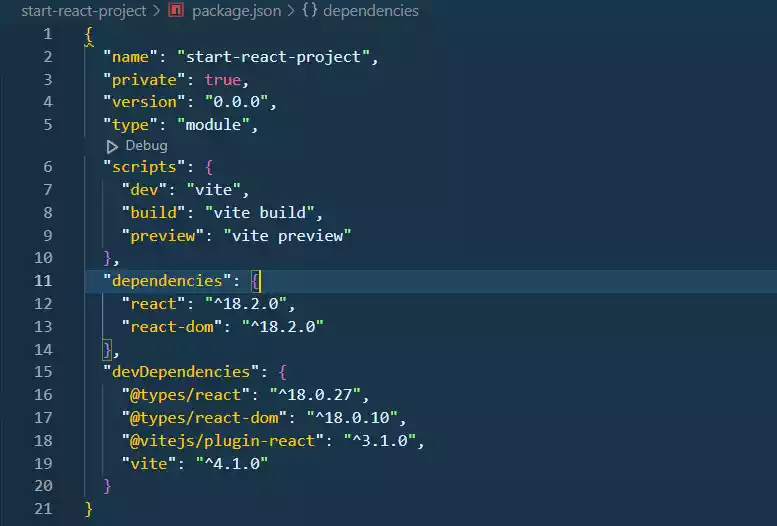 start-react-project > package.json > {} dependencies
1 {
2 "name": "start-react-project",
3 "private": true,
4 "version": "0.0.0",
5 "type": "module",
Debug
6 "scripts": {
7 "dev": "vite",
8 "build": "vite build",
9 "preview": "vite preview"
10 },
11 "dependencies": {
12 "react": "^18.2.0",
13 "react-dom": "^18.2.0"
14 },
15 "devDependencies": {
16 "@types/react": "^18.0.27",
17 "@types/react-dom": "^18.0.10",
18 "@vitejs/plugin-react": "^3.1.0",
19 "vite": "^4.1.0"
20 }
21 }